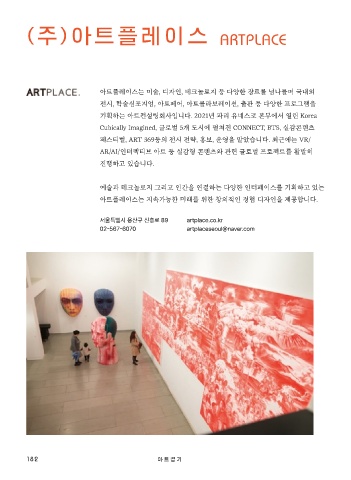 (주)아트플레이스 ARTPLACE
ARTPLACE.
아트플레이스는 미술, 디자인, 테크놀로지 등 다양한 장르를 넘나들며 국내외
전시, 학술심포지엄, 아트페어, 아트콜라보레이션, 출판 등 다양한 프로그램을
기획하는 아트컨설팅회사입니다. 2021년 파리 유네스코 본부에서 열린 Korea
Cubically Imagined, 글로벌 5개 도시에 펼쳐진 CONNECT, BTS, 실감콘텐츠
페스티벌, ART 369등의 전시 전략, 홍보, 운영을 맡았습니다. 최근에는 VR/
AR/AI/인터랙티브 아트 등 실감형 콘텐츠와 관련 글로벌 프로젝트를 활발히
진행하고 있습니다.
예술과 테크놀로지 그리고 인간을 연결하는 다양한 인터페이스를 기획하고 있는
아트플레이스는 지속가능한 미래를 위한 창의적인 경험 디자인을 제공합니다.
서울특별시 용산구 신흥로 89 artplace.co.kr
02-567-6070 artplaceseoul@naver.com
182